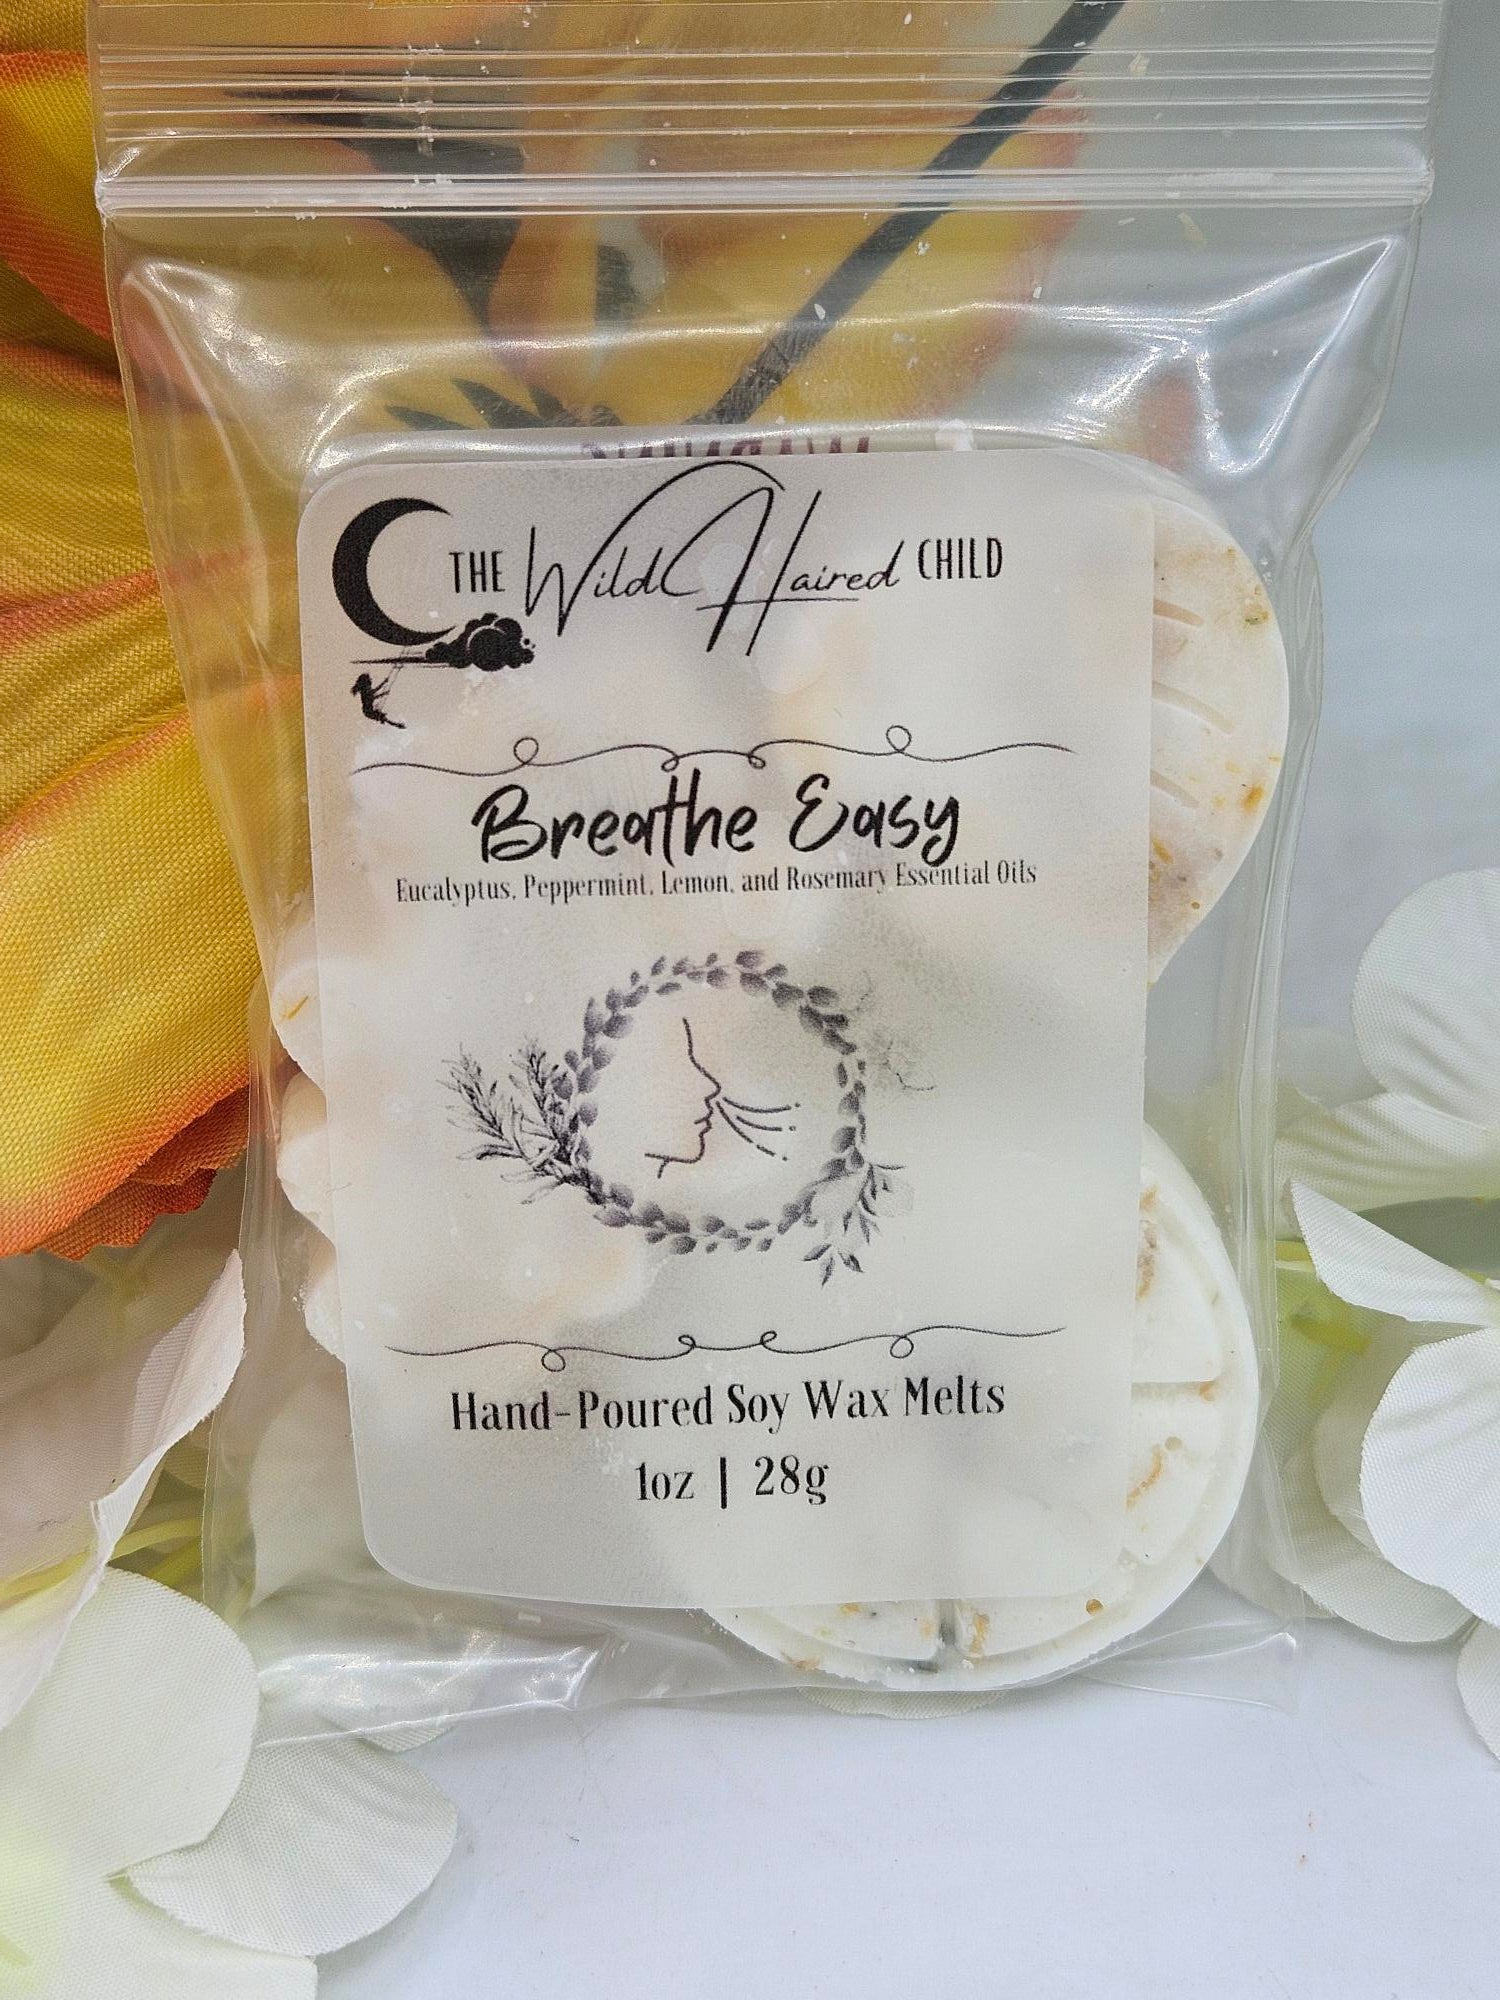 THE Wild Haired CHILD
Breathe Easy
Eucalyptus, Peppermint, Lemon, and Rosemary Essential Oils
Hand-Poured Soy Wax Melts
1oz | 28g